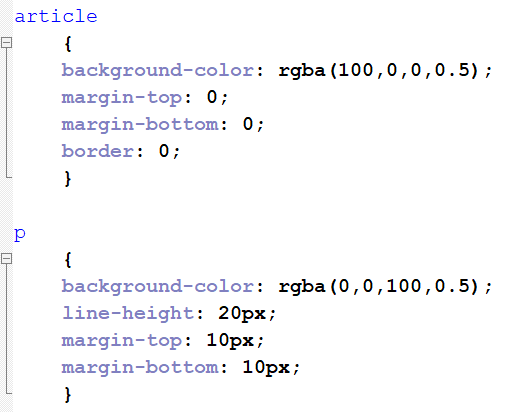 article
{
background-color: rgba(100,0,0,0.5);
margin-top: 0;
margin-bottom: 0;
border: 0;
}
p
{
background-color: rgba(0,0,100,0.5);
line-height: 20px;
margin-top: 10px;
margin-bottom: 10px;
}